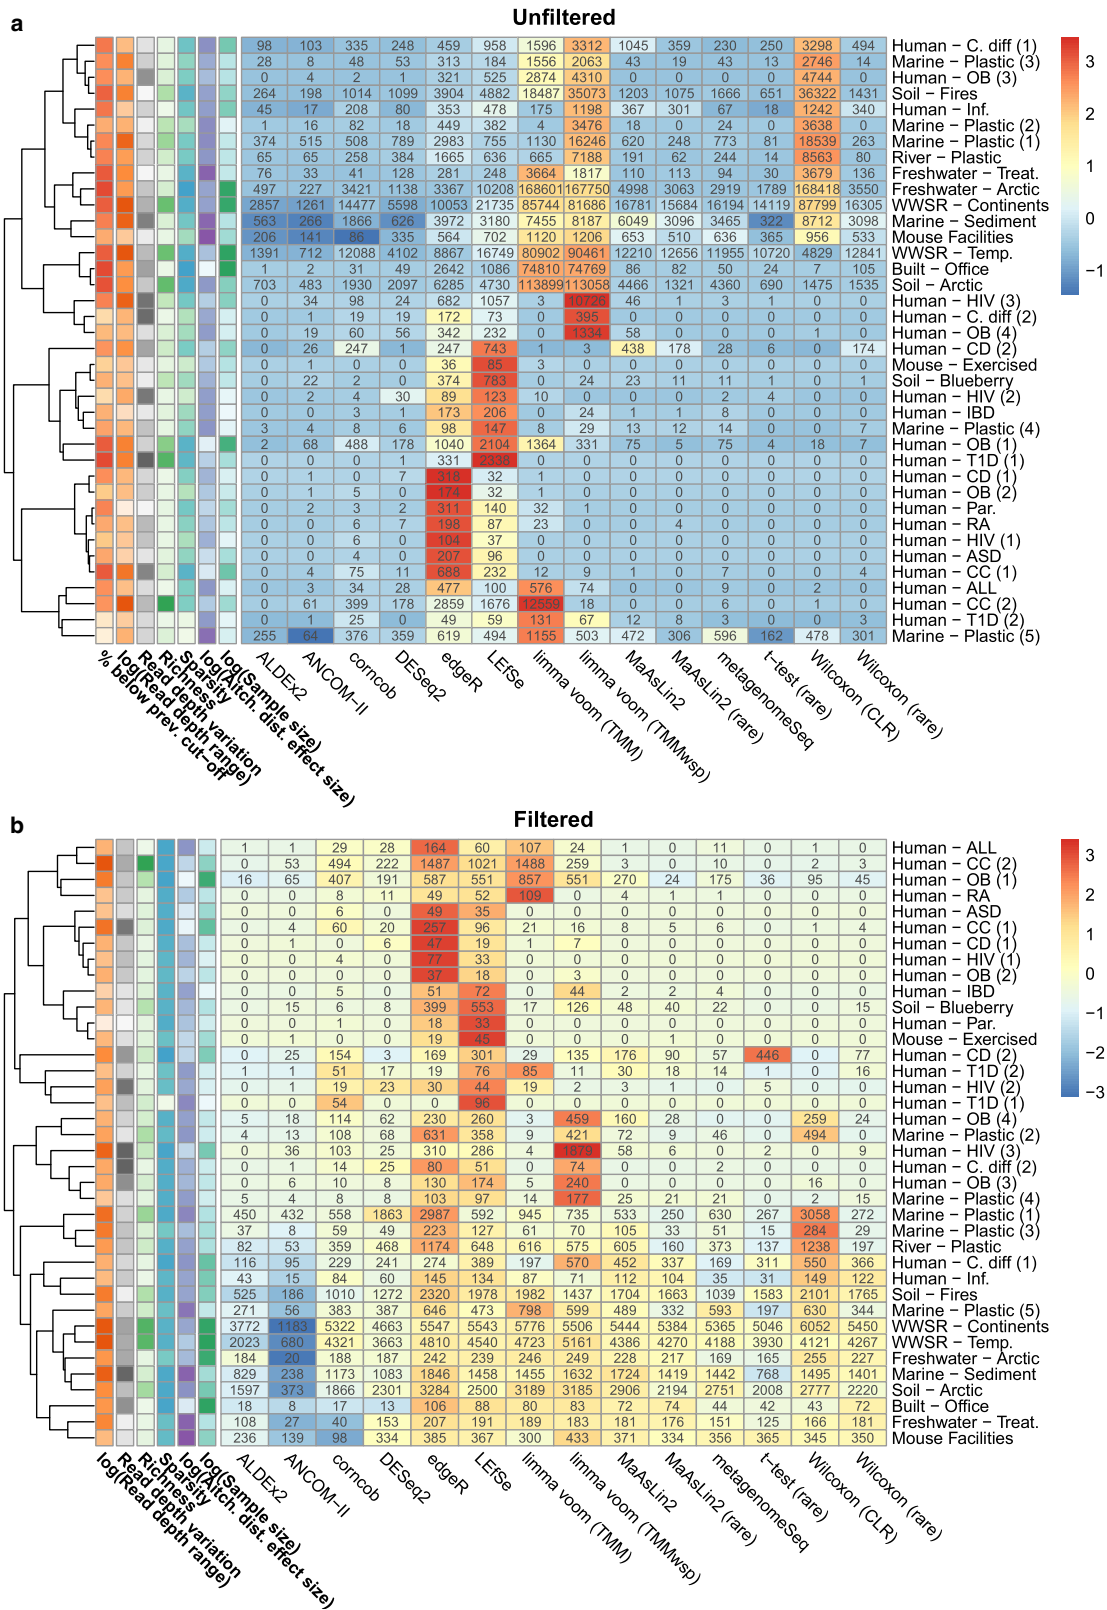 a
Unfiltered
98 103 335 248 459 958 1596 3312 1045 359 230 250 3298 494 Human − C. diff (1)
28 8 48 53 313 184 1556 2063 43 19 43 13 2746 14 Marine − Plastic (3)
0 4 2 1 321 525 2874 4310 0 0 0 0 4744 0 Human − OB (3)
264 198 1014 1099 3904 4882 18487 35073 1203 1075 1666 651 36322 1431 Soil − Fires
45 17 208 80 353 478 175 1198 367 301 67 18 1242 340 Human − Inf.
1 16 82 18 449 382 4 3476 18 0 24 0 3638 0 Marine − Plastic (2)
374 515 508 789 2983 755 1130 16246 620 248 773 81 18539 263 Marine − Plastic (1)
65 65 258 384 1665 636 665 7188 191 62 244 14 8563 80 River − Plastic
76 33 41 128 281 248 3664 1817 110 113 94 30 3679 136 Freshwater − Treat.
497 227 3421 1138 3367 10208 168601 167750 4998 3063 2919 1789 168418 3550 Freshwater − Arctic
2857 1261 14477 5598 10053 21735 85744 81686 16781 15684 16194 14119 87799 16305 WWSR − Continents
563 266 1866 626 3972 3180 7455 8187 6049 3096 3465 322 8712 3098 Marine − Sediment
206 141 86 335 564 702 1120 1206 653 510 636 365 956 533 Mouse Facilities
1391 712 12088 4102 8867 16749 80902 90461 12210 12656 11955 10720 4829 12841 WWSR − Temp.
1 2 31 49 2642 1086 74810 74769 86 82 50 24 7 105 Built − Office
703 483 1930 2097 6285 4730 113899 113058 4466 1321 4360 690 1475 1535 Soil − Arctic
0 34 98 24 682 1057 3 10726 46 1 3 1 0 0 Human − HIV (3)
0 1 19 19 172 73 0 395 0 0 0 0 0 0 Human − C. diff (2)
0 19 60 56 342 232 0 1334 58 0 0 0 1 0 Human − OB (4)
0 26 247 1 247 743 1 3 438 178 28 6 0 174 Human − CD (2)
0 1 0 0 36 85 3 0 0 0 0 0 0 0 Mouse − Exercised
0 22 2 0 374 783 0 24 23 11 11 1 0 1 Soil − Blueberry
0 2 4 30 89 123 10 0 0 0 2 4 0 0 Human − HIV (2)
0 0 3 1 173 206 0 24 1 1 8 0 0 0 Human − IBD
3 4 8 6 98 147 8 29 13 12 14 0 0 7 Marine − Plastic (4)
2 68 488 178 1040 2104 1364 331 75 5 75 4 18 7 Human − OB (1)
0 0 0 1 331 2338 0 0 0 0 0 0 0 0 Human − T1D (1)
0 1 0 7 318 32 1 0 0 0 0 0 0 0 Human − CD (1)
0 1 5 0 174 32 1 0 0 0 0 0 0 0 Human − OB (2)
0 2 3 2 311 140 32 1 0 0 0 0 0 0 Human − Par.
0 0 6 7 198 87 23 0 0 4 0 0 0 0 Human − RA
0 0 6 0 104 37 0 0 0 0 0 0 0 0 Human − HIV (1)
0 0 4 0 207 96 0 0 0 0 0 0 0 0 Human − ASD
0 4 75 11 688 232 12 9 1 0 7 0 0 4 Human − CC (1)
0 3 34 28 477 100 576 74 0 0 9 0 2 0 Human − ALL
0 61 399 178 2859 1676 12559 18 0 0 6 0 1 0 Human − CC (2)
0 1 25 0 49 59 131 67 12 8 3 0 0 3 Human − T1D (2)
255 64 376 359 619 494 1155 503 472 306 596 162 478 301 Marine − Plastic (5)
3
2
1
0
−1
% below prev. cut−off
log(Read depth range)
Read depth variation
Richness
Sparsity
log(Aitch. dist. effect size)
log(Sample size)
ALDEx2
ANCOM−II
corncob
DESeq2
edgeR
LEfSe
limma voom (TMM)
limma voom (TMMwsp)
MaAsLin2
MaAsLin2 (rare)
metagenomeSeq
t−test (rare)
Wilcoxon (CLR)
Wilcoxon (rare)
b
Filtered
1 1 29 28 164 60 107 24 1 0 11 0 1 0 Human − ALL
0 53 494 222 1487 1021 1488 259 3 0 10 0 2 3 Human − CC (2)
16 65 407 191 587 551 857 551 270 24 175 36 95 45 Human − OB (1)
0 0 8 11 49 52 109 0 4 1 1 0 0 0 Human − RA
0 0 6 0 49 35 0 0 0 0 0 0 0 0 Human − ASD
0 4 60 20 257 96 21 16 8 5 6 0 1 4 Human − CC (1)
0 1 0 6 47 19 1 7 0 0 0 0 0 0 Human − CD (1)
0 0 4 0 77 33 0 0 0 0 0 0 0 0 Human − HIV (1)
0 0 0 0 37 18 0 3 0 0 0 0 0 0 Human − OB (2)
0 0 5 0 51 72 0 44 2 2 4 0 0 0 Human − IBD
0 15 6 8 399 553 17 126 48 40 22 0 0 15 Soil − Blueberry
0 0 1 0 18 33 0 0 0 0 0 0 0 0 Human − Par.
0 1 0 0 19 45 0 0 0 1 0 0 0 0 Mouse − Exercised
0 25 154 3 169 301 29 135 176 90 57 446 0 77 Human − CD (2)
1 1 51 17 19 76 85 11 30 18 14 1 0 16 Human − T1D (2)
0 1 19 23 30 44 19 2 3 1 0 5 0 0 Human − HIV (2)
0 0 54 0 0 96 0 0 0 0 0 0 0 0 Human − T1D (1)
5 18 114 62 230 260 3 459 160 28 0 0 259 24 Human − OB (4)
4 13 108 68 631 358 9 421 72 9 46 0 494 0 Marine − Plastic (2)
0 36 103 25 310 286 4 1879 58 6 0 2 0 9 Human − HIV (3)
0 1 14 25 80 51 0 74 0 0 0 0 0 0 Human − C. diff (2)
0 6 10 8 130 174 5 240 0 0 0 0 16 0 Human − OB (3)
5 4 8 8 103 97 14 177 25 21 21 0 2 15 Marine − Plastic (4)
450 432 558 1863 2987 592 945 735 533 250 630 267 3058 272 Marine − Plastic (1)
37 8 59 49 223 127 61 70 105 33 51 15 284 29 Marine − Plastic (3)
82 53 359 468 1174 648 616 575 605 160 373 137 1238 197 River − Plastic
116 95 229 241 274 389 197 570 452 337 169 311 550 366 Human − C. diff (1)
43 15 84 60 145 134 87 71 112 104 35 31 149 122 Human − Inf.
525 186 1010 1272 2320 1978 1982 1437 1704 1663 1039 1583 2101 1765 Soil − Fires
271 56 383 387 646 473 798 599 489 332 593 197 630 344 Marine − Plastic (5)
3772 1183 5322 4663 5547 5543 5776 5506 5444 5384 5365 5046 6052 5450 WWSR − Continents
2023 680 4321 3663 4810 4540 4723 5161 4386 4270 4188 3930 4121 4267 WWSR − Temp.
184 20 188 187 242 239 246 249 228 217 169 165 255 227 Freshwater − Arctic
829 238 1173 1083 1846 1458 1455 1632 1724 1419 1442 768 1495 1401 Marine − Sediment
1597 373 1866 2301 3284 2500 3189 3185 2906 2194 2751 2008 2777 2220 Soil − Arctic
18 8 17 13 106 88 80 83 72 74 44 42 43 72 Built − Office
108 27 40 153 207 191 189 183 181 176 151 125 166 181 Freshwater − Treat.
236 139 98 334 385 367 300 433 371 334 356 365 345 350 Mouse Facilities
3
2
1
0
−1
−2
−3
log(Read depth range)
Read depth variation
Richness
Sparsity
log(Aitch. dist. effect size)
log(Sample size)
ALDEx2
ANCOM−II
corncob
DESeq2
edgeR
LEfSe
limma voom (TMM)
limma voom (TMMwsp)
MaAsLin2
MaAsLin2 (rare)
metagenomeSeq
t−test (rare)
Wilcoxon (CLR)
Wilcoxon (rare)